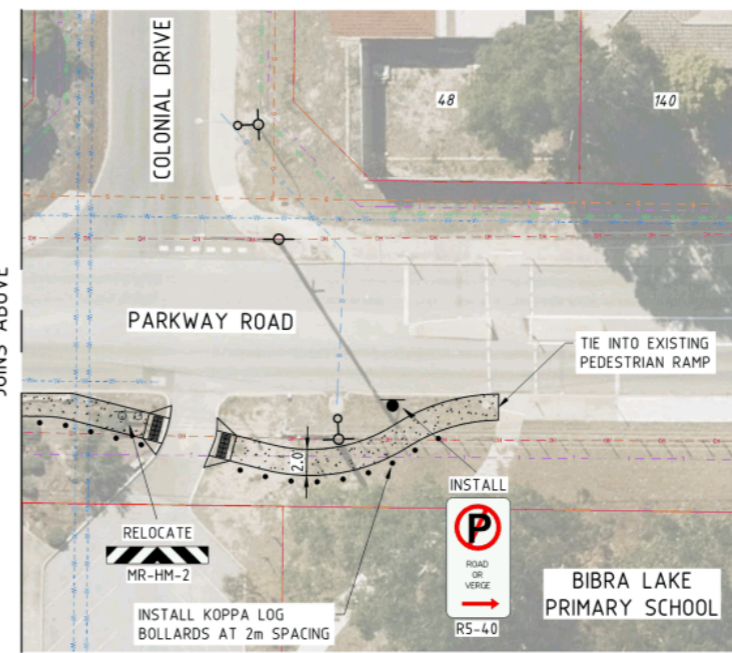 COLONIAL DRIVE
48
140
JOINS ABOVE
PARKWAY ROAD
TIE INTO EXISTING
PEDESTRIAN RAMP
2.0
INSTALL
P
ROAD
OR
VERGE
R5-40
RELOCATE
MR-HM-2
INSTALL KOPPA LOG
BOLLARDS AT 2m SPACING
BIBRA LAKE
PRIMARY SCHOOL